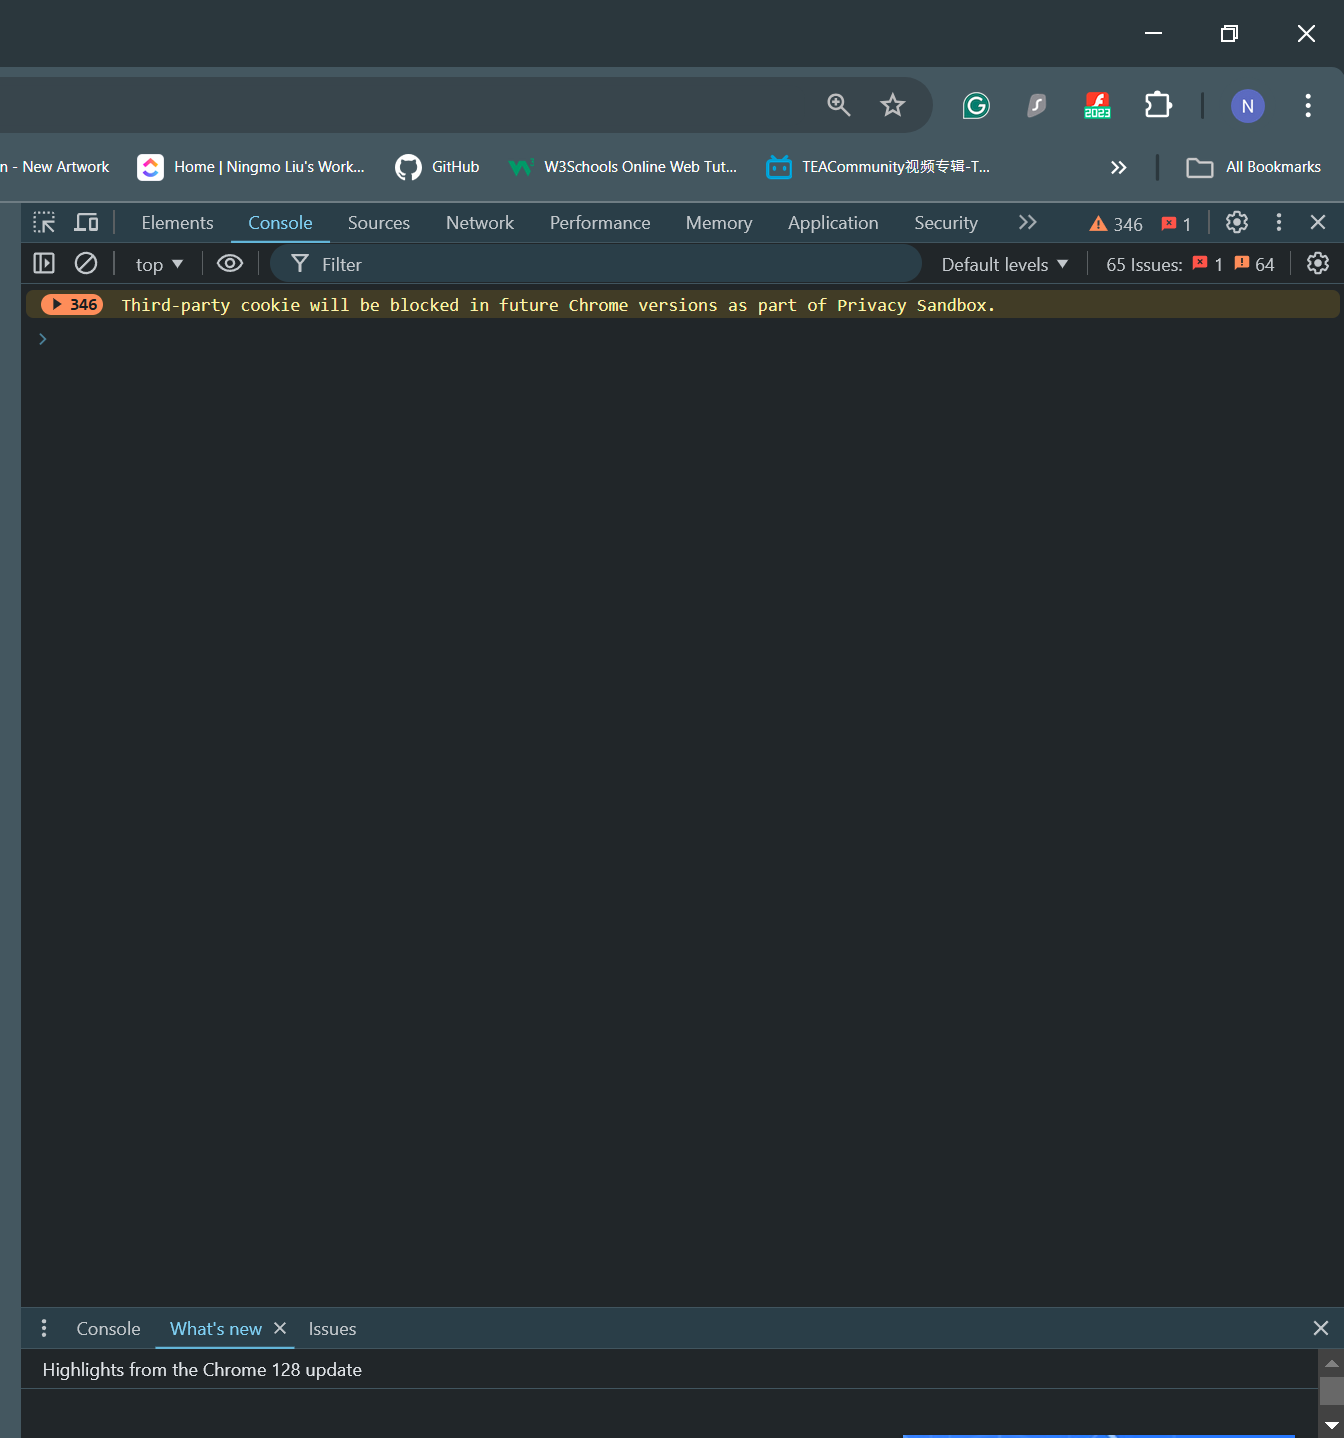 2023
N
n - New Artwork
Home | Ningmo Liu's Work...
GitHub
W3Schools Online Web Tut...
TEACommunity视频专辑-T...
All Bookmarks
Elements Console Sources Network Performance Memory Application Security 346 1
top Filter Default levels 65 Issues: 1 64
346 Third-party cookie will be blocked in future Chrome versions as part of Privacy Sandbox.
Console What's new Issues
Highlights from the Chrome 128 update